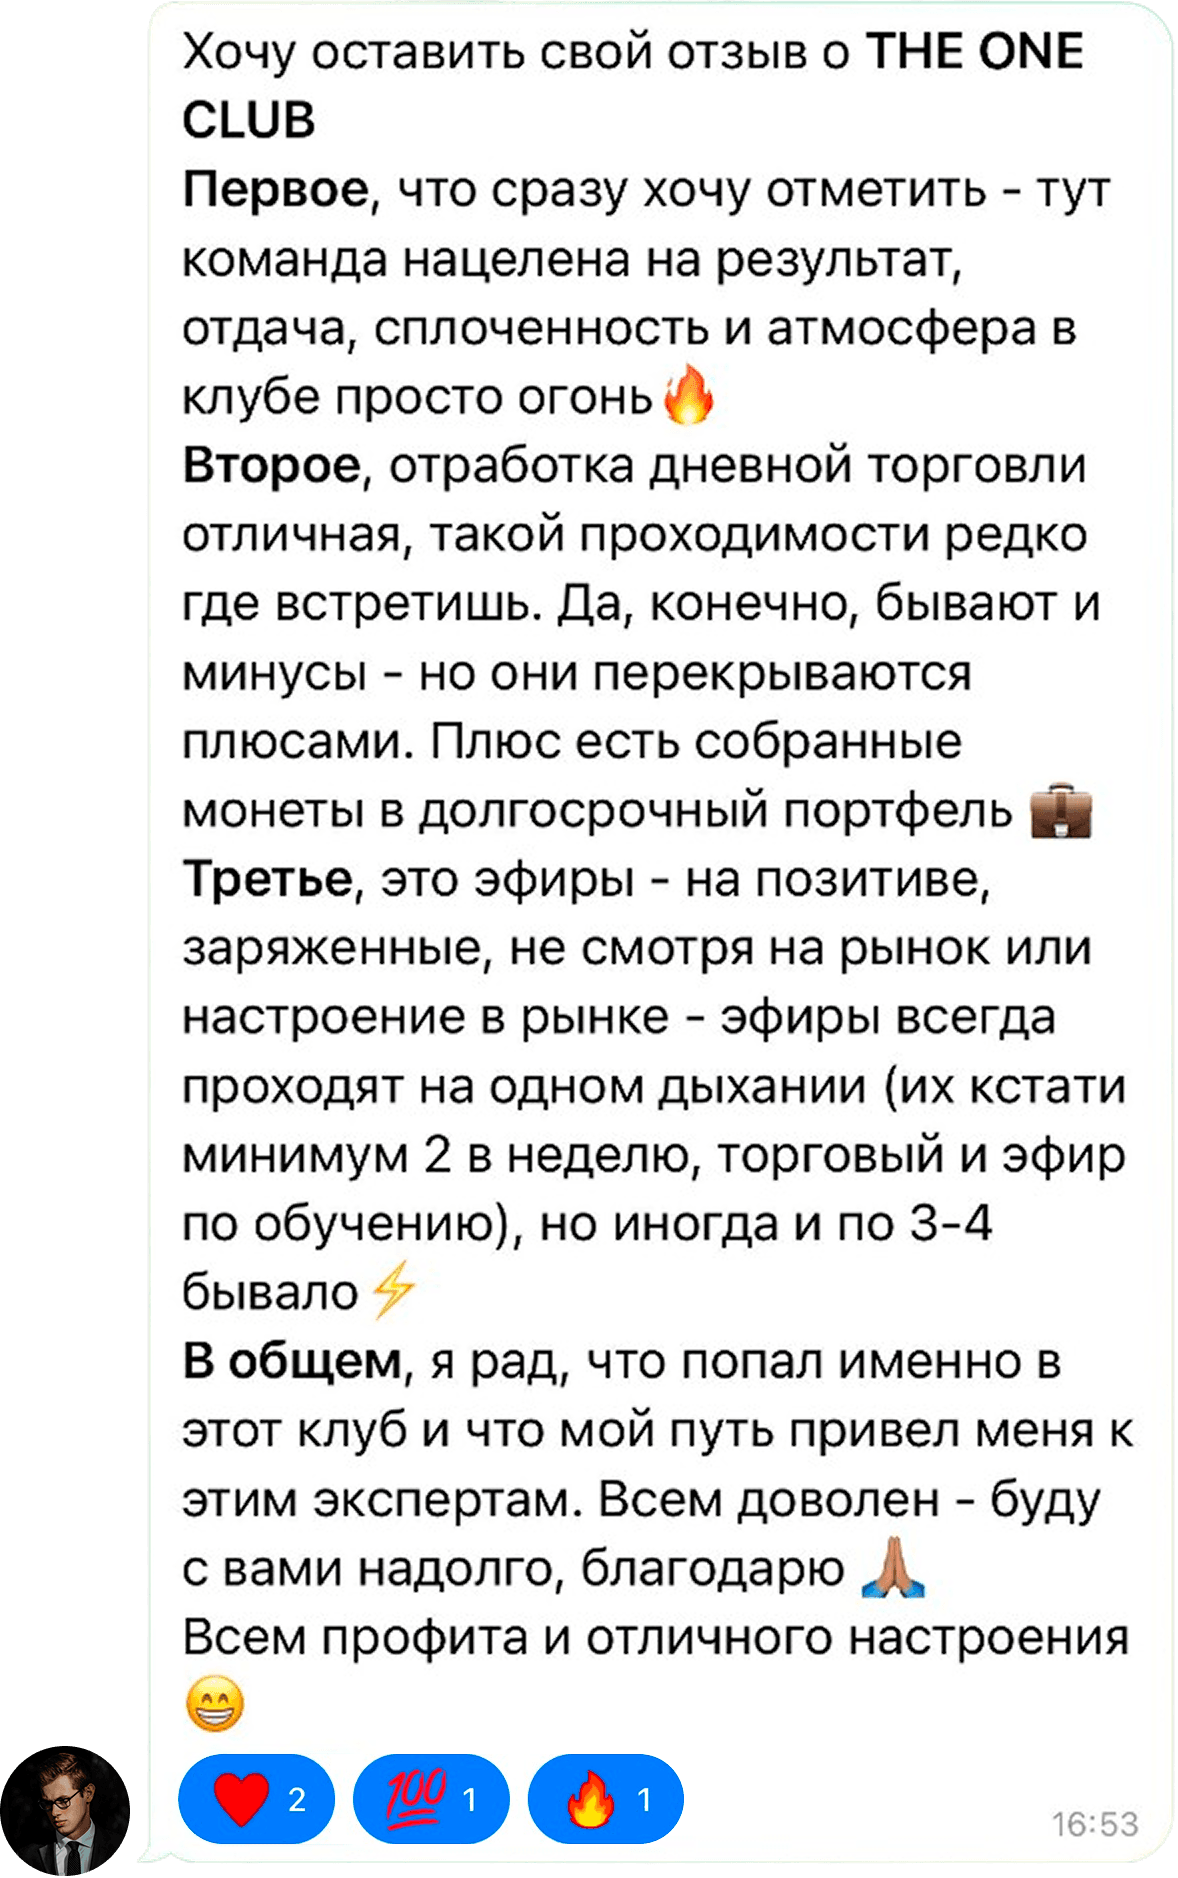 Хочу оставить свой отзыв о THE ONE
CLUB
Первое, что сразу хочу отметить - тут
команда нацелена на результат,
отдача, сплоченность и атмосфера в
клубе просто огонь🔥
Второе, отработка дневной торговли
отличная, такой проходимости редко
где встретишь. Да, конечно, бывают и
минусы - но они перекрываются
плюсами. Плюс есть собранные
монеты в долгосрочный портфель 💼
Третье, это эфиры - на позитиве,
заряженные, не смотря на рынок или
настроение в рынке - эфиры всегда
проходят на одном дыхании (их кстати
минимум 2 в неделю, торговый и эфир
по обучению), но иногда и по 3-4
бывало ⚡
В общем, я рад, что попал именно в
этот клуб и что мой путь привел меня к
этим экспертам. Всем доволен - буду
с вами надолго, благодарю 🙏
Всем профита и отличного настроения
😁
❤️ 2 💯 1 🔥 1
16:53